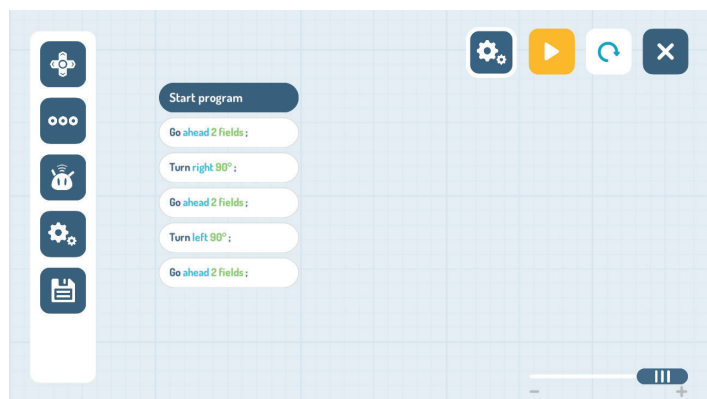 Start program
Go ahead 2 fields ;
Turn right 90° ;
Go ahead 2 fields ;
Turn left 90° ;
Go ahead 2 fields ;